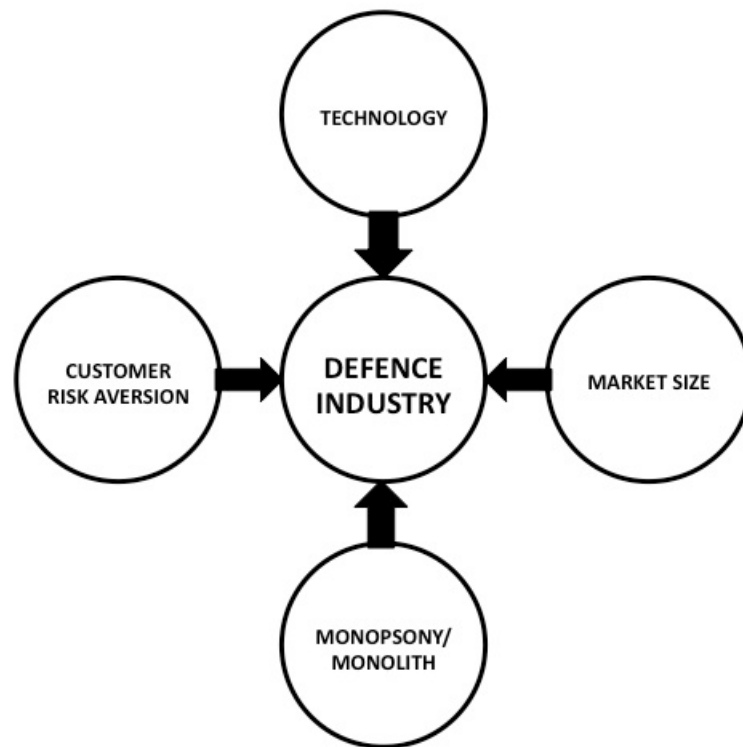 TECHNOLOGY
CUSTOMER
RISK AVERSION
DEFENCE
INDUSTRY
MARKET SIZE
MONOPSONY/
MONOLITH